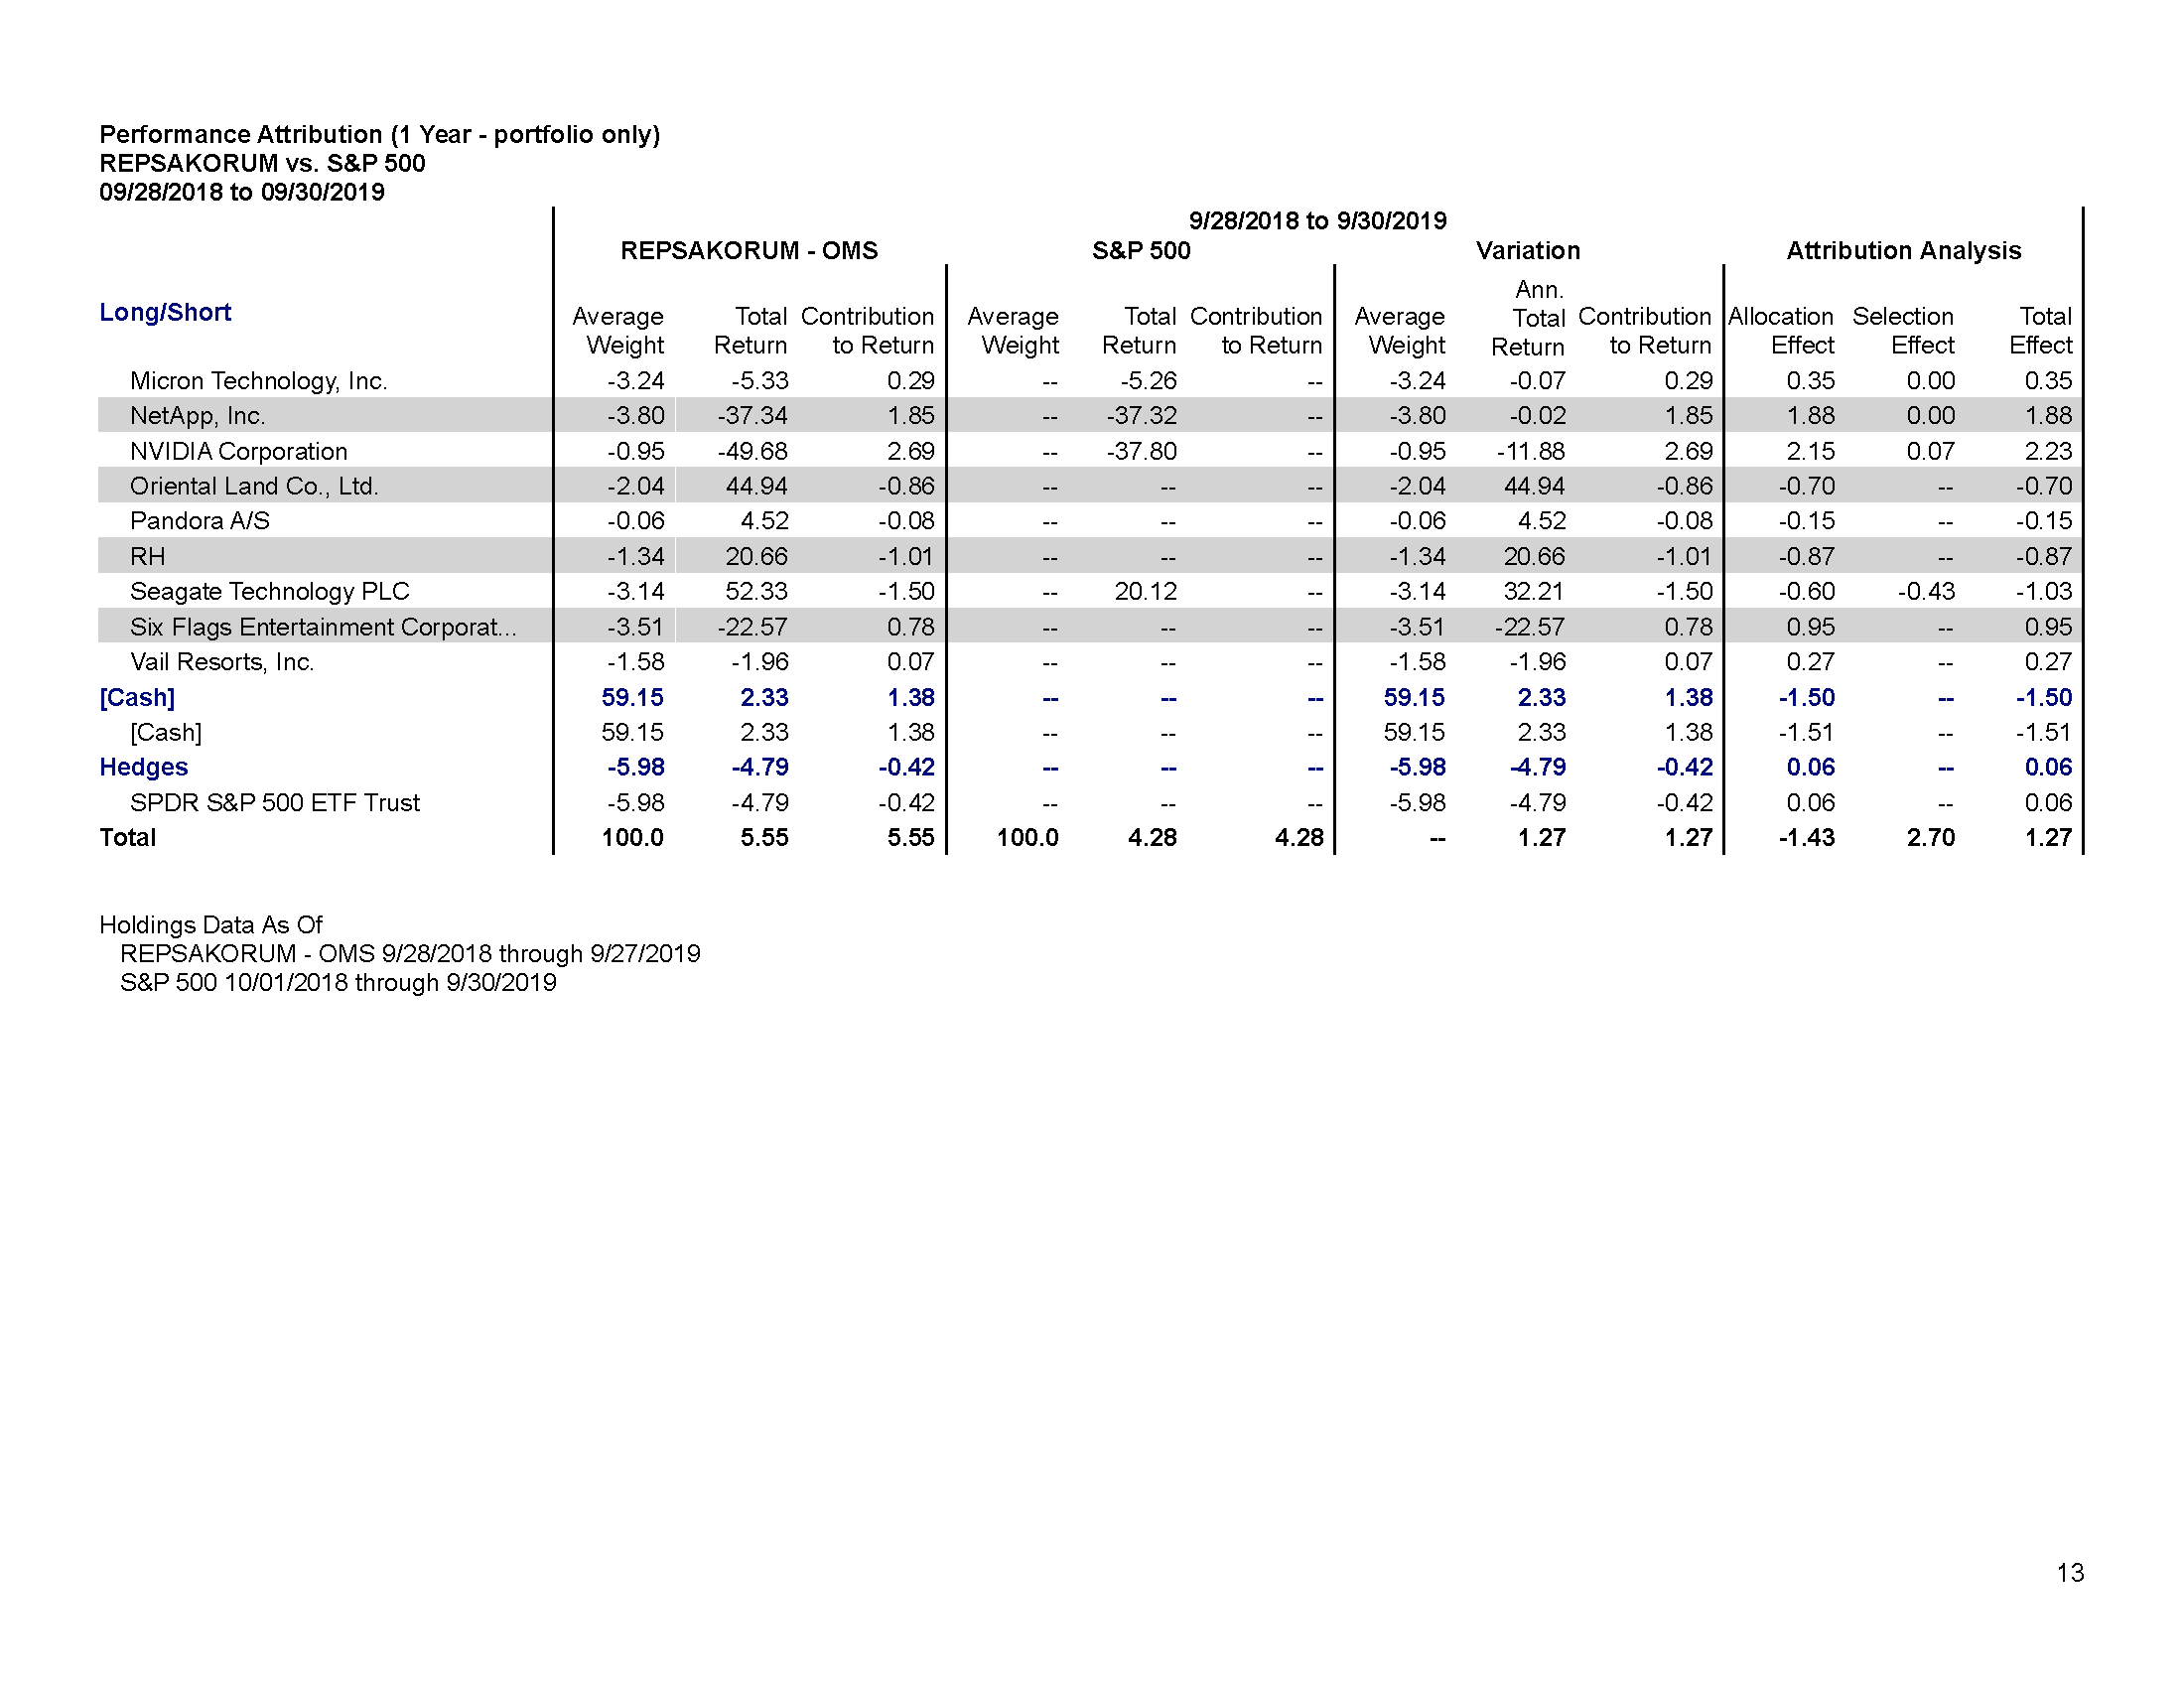 Performance Attribution (1 Year - portfolio only)
REPSAKORUM vs. S&P 500
09/28/2018 to 09/30/2019
9/28/2018 to 9/30/2019
REPSAKORUM - OMS S&P 500 Variation Attribution Analysis
Long/Short Average Weight Total Return Contribution to Return Average Weight Total Return Contribution to Return Average Weight Ann. Total Return Contribution to Return Allocation Effect Selection Effect Total Effect
Micron Technology, Inc. -3.24 -5.33 0.29 -- -5.26 -- -3.24 -0.07 0.29 0.35 0.00 0.35
NetApp, Inc. -3.80 -37.34 1.85 -- -37.32 -- -3.80 -0.02 1.85 1.88 0.00 1.88
NVIDIA Corporation -0.95 -49.68 2.69 -- -37.80 -- -0.95 -11.88 2.69 2.15 0.07 2.23
Oriental Land Co., Ltd. -2.04 44.94 -0.86 -- -- -- -2.04 44.94 -0.86 -0.70 -- -0.70
Pandora A/S -0.06 4.52 -0.08 -- -- -- -0.06 4.52 -0.08 -0.15 -- -0.15
RH -1.34 20.66 -1.01 -- -- -- -1.34 20.66 -1.01 -0.87 -- -0.87
Seagate Technology PLC -3.14 52.33 -1.50 -- 20.12 -- -3.14 32.21 -1.50 -0.60 -0.43 -1.03
Six Flags Entertainment Corporat... -3.51 -22.57 0.78 -- -- -- -3.51 -22.57 0.78 0.95 -- 0.95
Vail Resorts, Inc. -1.58 -1.96 0.07 -- -- -- -1.58 -1.96 0.07 0.27 -- 0.27
[Cash] 59.15 2.33 1.38 -- -- -- 59.15 2.33 1.38 -1.50 -- -1.50
[Cash] 59.15 2.33 1.38 -- -- -- 59.15 2.33 1.38 -1.51 -- -1.51
Hedges -5.98 -4.79 -0.42 -- -- -- -5.98 -4.79 -0.42 0.06 -- 0.06
SPDR S&P 500 ETF Trust -5.98 -4.79 -0.42 -- -- -- -5.98 -4.79 -0.42 0.06 -- 0.06
Total 100.0 5.55 5.55 100.0 4.28 4.28 -- 1.27 1.27 -1.43 2.70 1.27
Holdings Data As Of
REPSAKORUM - OMS 9/28/2018 through 9/27/2019
S&P 500 10/01/2018 through 9/30/2019
13